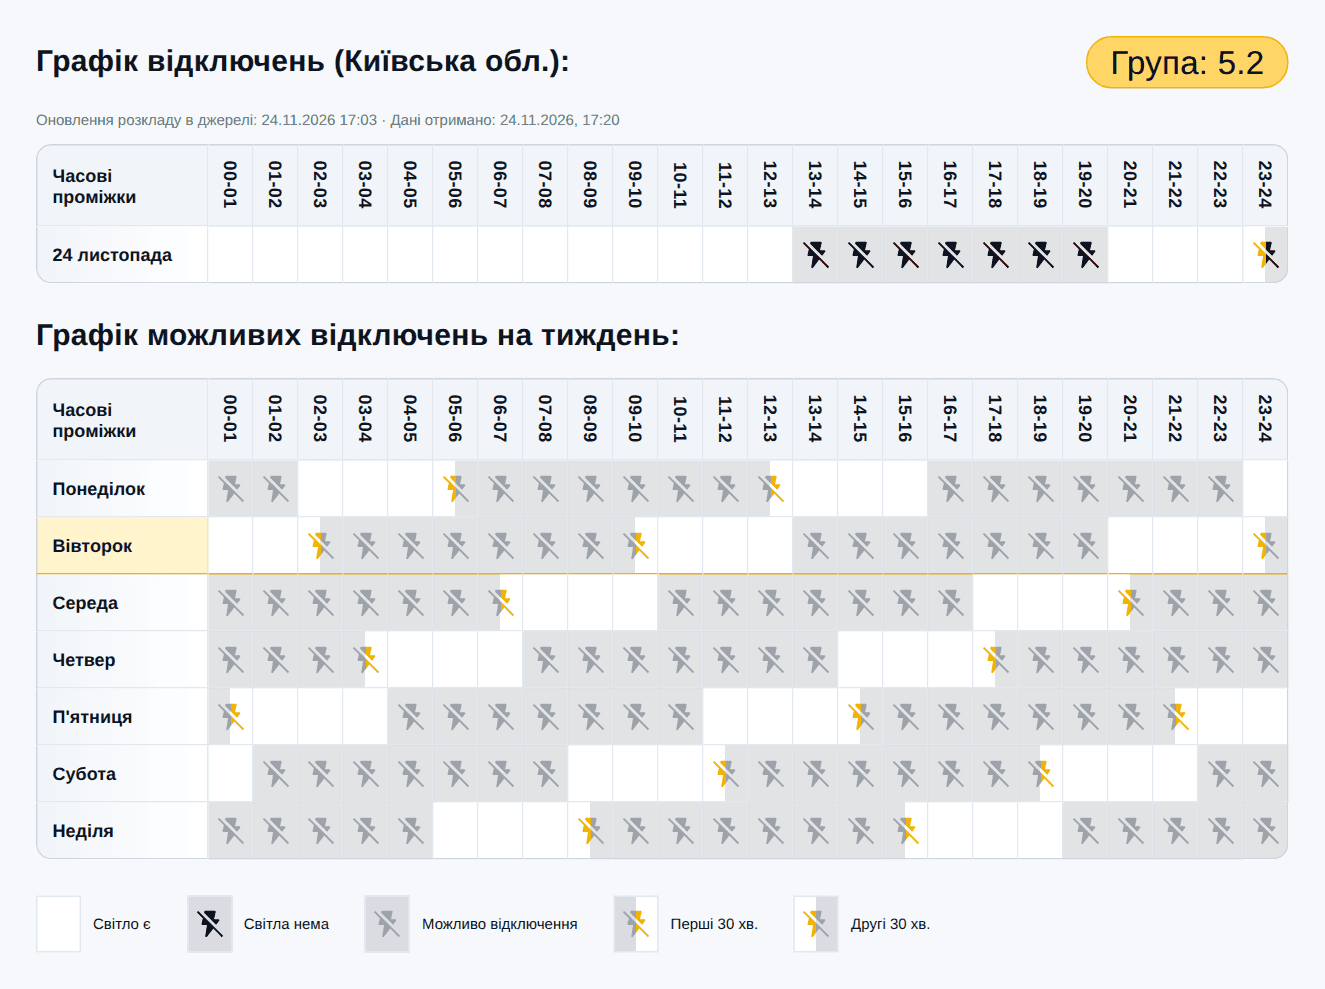 Графік відключень (Київська обл.):
Група: 5.2
Оновлення розкладу в джерелі: 24.11.2026 17:03 · Дані отримано: 24.11.2026, 17:20
Часові проміжки 00-01 01-02 02-03 03-04 04-05 05-06 06-07 07-08 08-09 09-10 10-11 11-12 12-13 13-14 14-15 15-16 16-17 17-18 18-19 19-20 20-21 21-22 22-23 23-24
24 листопада
Графік можливих відключень на тиждень:
Часові проміжки 00-01 01-02 02-03 03-04 04-05 05-06 06-07 07-08 08-09 09-10 10-11 11-12 12-13 13-14 14-15 15-16 16-17 17-18 18-19 19-20 20-21 21-22 22-23 23-24
Понеділок
Вівторок
Середа
Четвер
П'ятниця
Субота
Неділя
Світло є Світла нема Можливо відключення Перші 30 хв. Другі 30 хв.